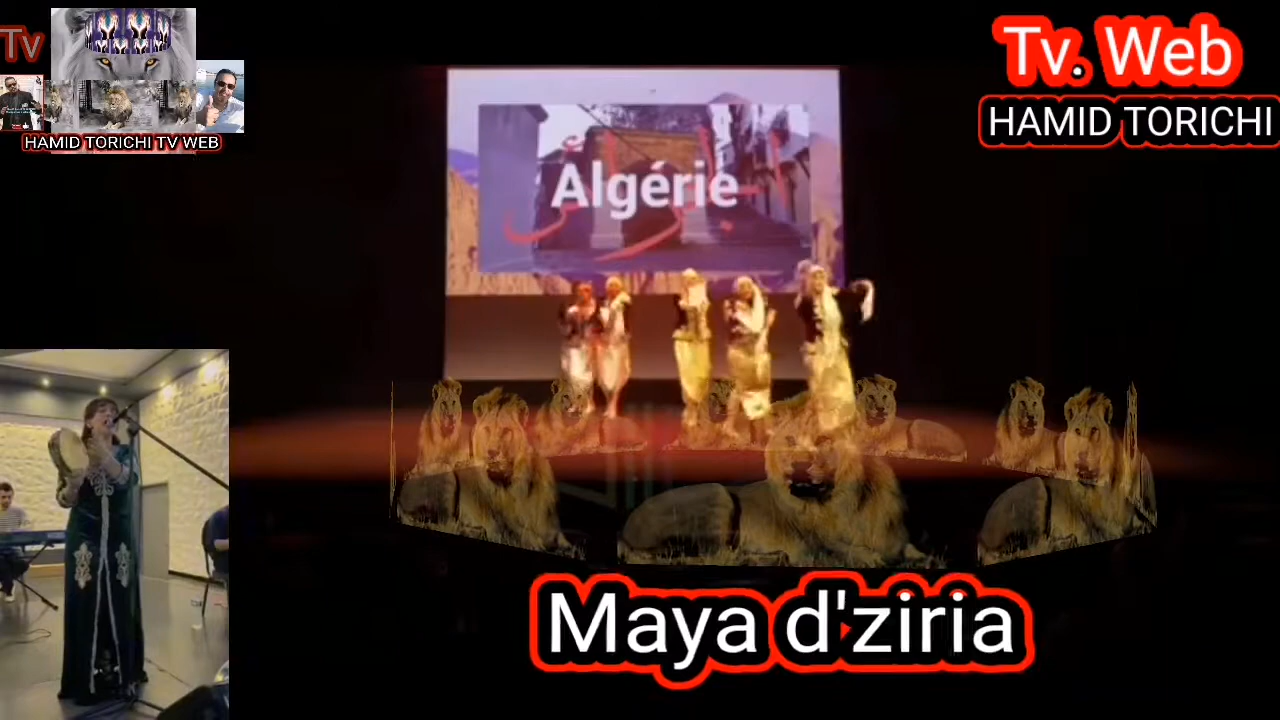 Tv
HAMID TORICHI TV WEB
Tv. Web
HAMID TORICHI
Algérie
Maya d'ziria